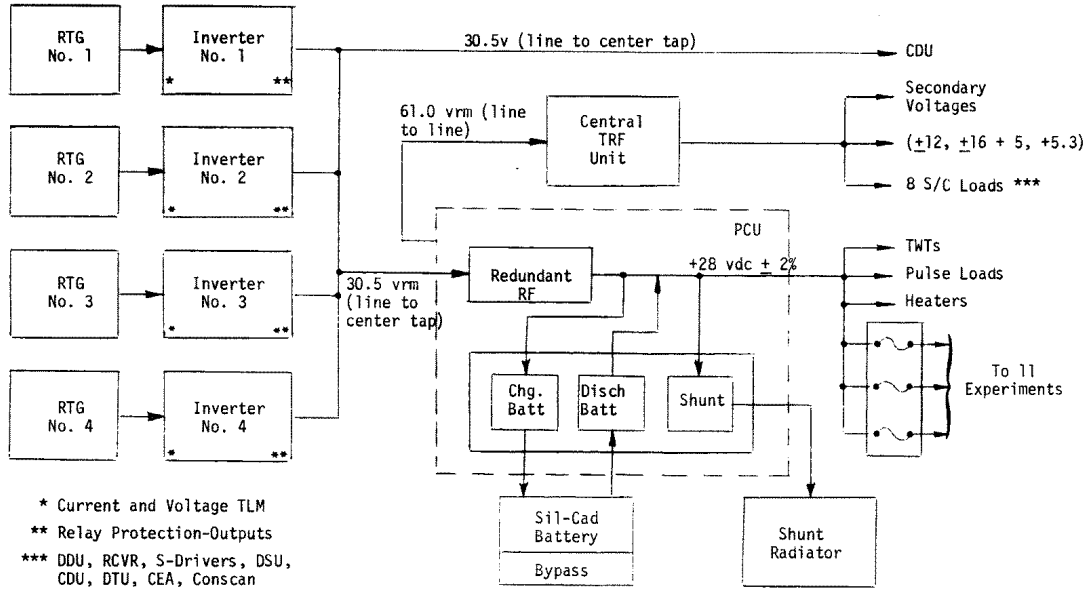 RTG
No. 1
Inverter
No. 1
* **
30.5v (line to center tap)
CDU
RTG
No. 2
Inverter
No. 2
* **
61.0 vrm (line
to line)
Central
TRF
Unit
Secondary
Voltages
(±12, ±16 + 5, +5.3)
8 S/C Loads ***
RTG
No. 3
Inverter
No. 3
* **
30.5 vrm
(line to
center tap)
PCU
Redundant
RF
+28 vdc ± 2%
TWTs
Pulse Loads
Heaters
To 11
Experiments
RTG
No. 4
Inverter
No. 4
* **
Chg.
Batt
Disch
Batt
Shunt
Sil-Cad
Battery
Bypass
Shunt
Radiator
* Current and Voltage TLM
** Relay Protection-Outputs
*** DDU, RCVR, S-Drivers, DSU,
CDU, DTU, CEA, Conscan